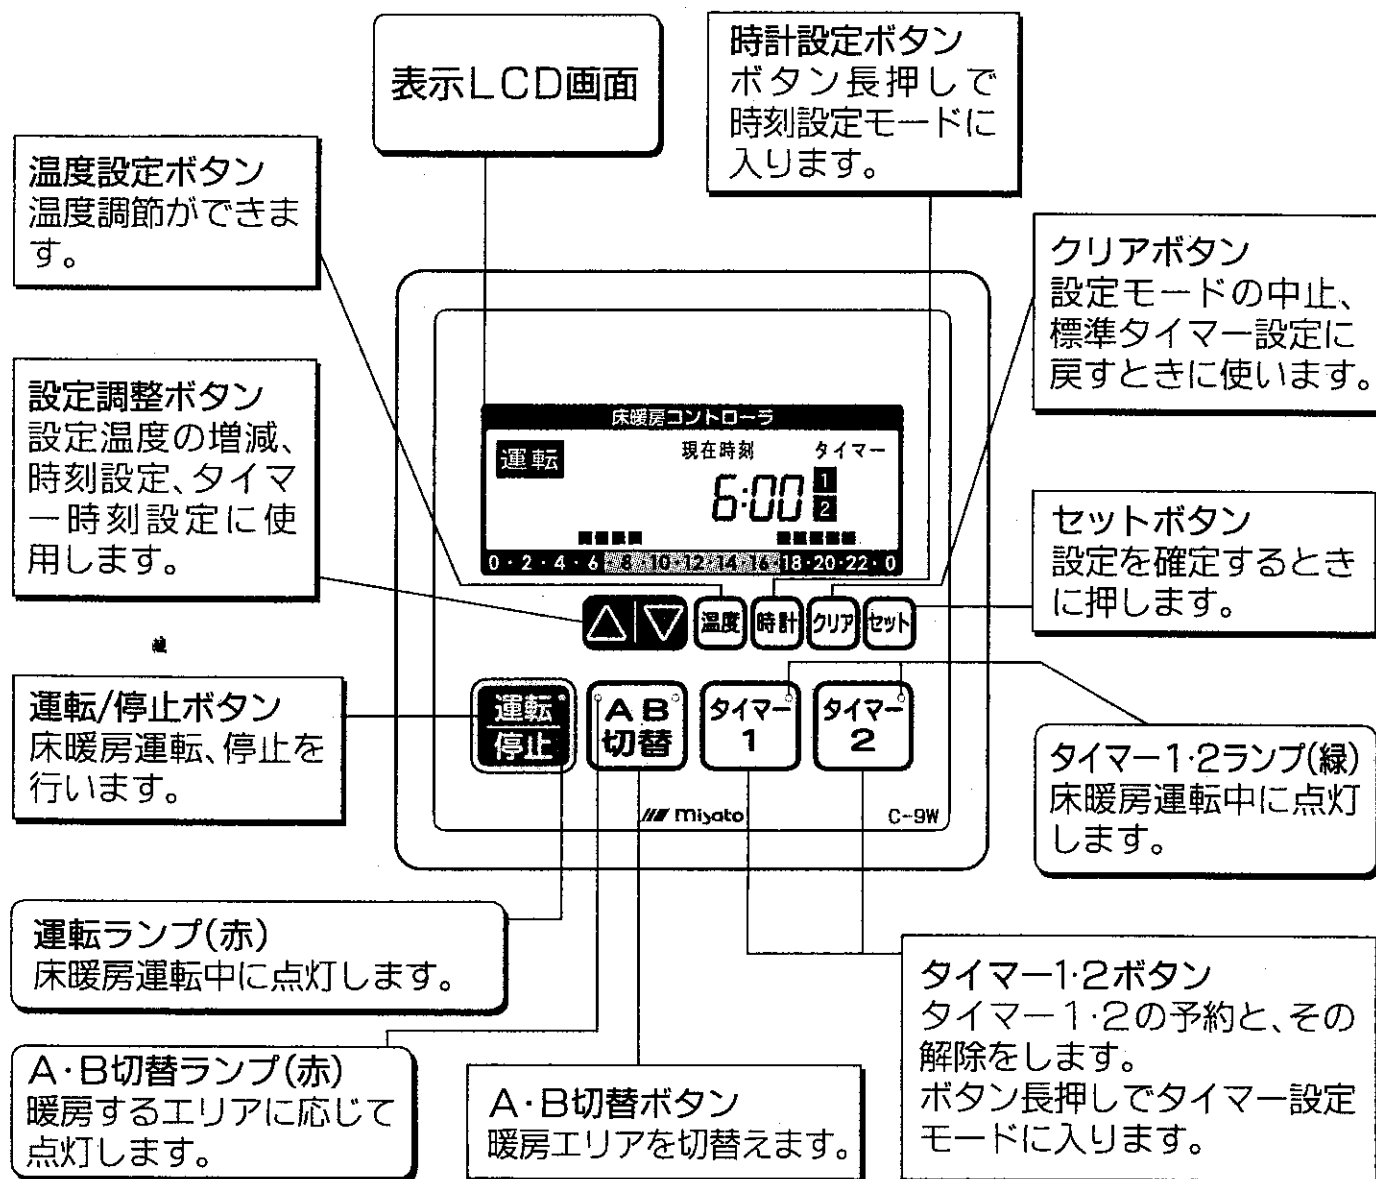 表示LCD画面
時計設定ボタン
ボタン長押しで
時刻設定モードに
入ります。
温度設定ボタン
温度調節ができま
す。
クリアボタン
設定モードの中止、
標準タイマー設定に
戻すときに使います。
設定調整ボタン
設定温度の増減、
時刻設定、タイマ
ー時刻設定に使
用します。
床暖房コントローラ
運転
現在時刻
タイマー
6:00
1
2
0・2・4・6・8・10・12・14・16・18・20・22・0
セットボタン
設定を確定するとき
に押します。
温度
時計
クリア
セット
運転/停止ボタン
床暖房運転、停止を
行います。
運転
停止
A B
切替
タイマー
1
タイマー
2
タイマー1・2ランプ(緑)
床暖房運転中に点灯
します。
miyato
C-9W
運転ランプ(赤)
床暖房運転中に点灯します。
A・B切替ランプ(赤)
暖房するエリアに応じて
点灯します。
A・B切替ボタン
暖房エリアを切替えます。
タイマー1・2ボタン
タイマー1・2の予約と、その
解除をします。
ボタン長押しでタイマー設定
モードに入ります。